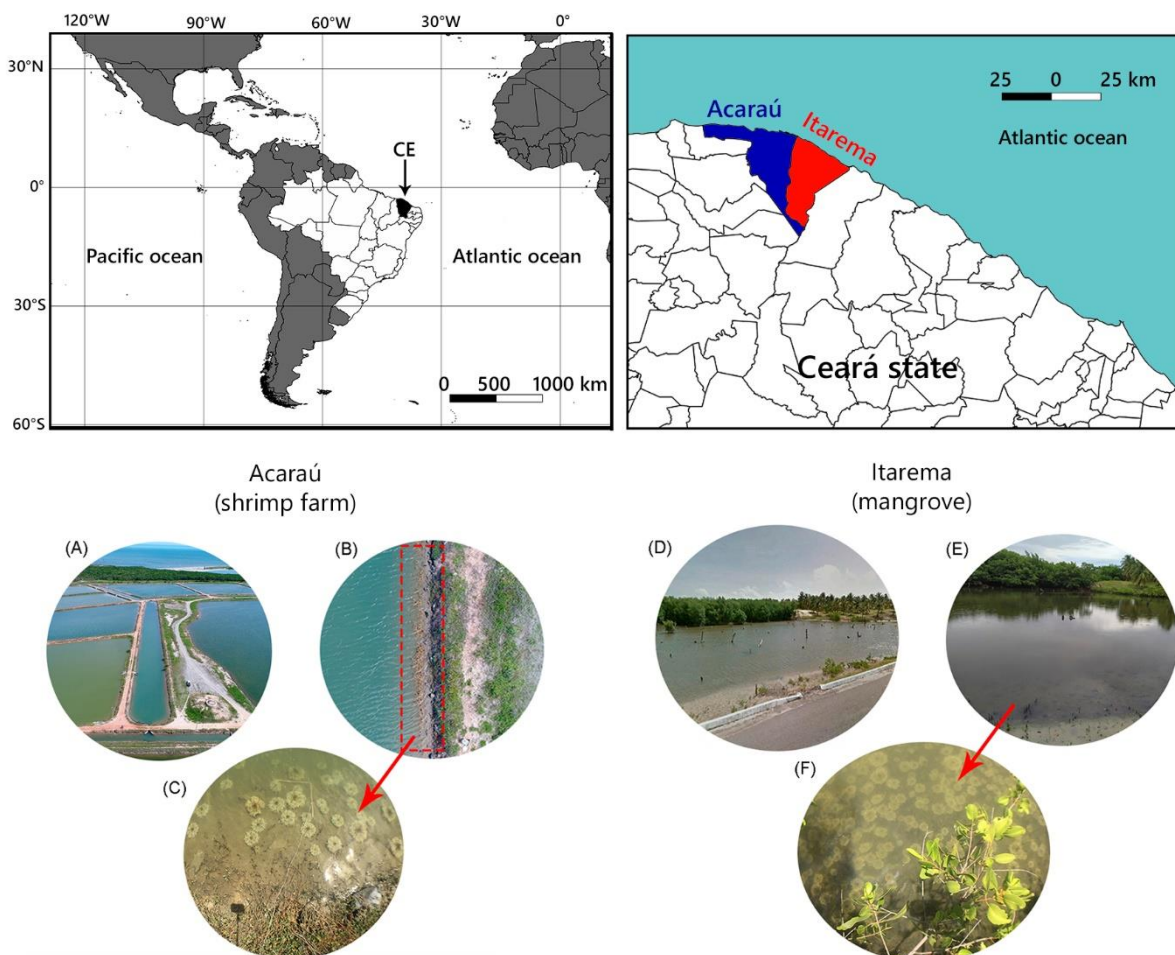 120°W 90°W 60°W 30°W 0°
30°N
0°
30°S
60°S
CE
Pacific ocean
Atlantic ocean
0 500 1000 km
25 0 25 km
Atlantic ocean
Acaraú
Itarema
Ceará state
Acaraú
(shrimp farm)
Itarema
(mangrove)
(A)
(B)
(C)
(D)
(E)
(F)